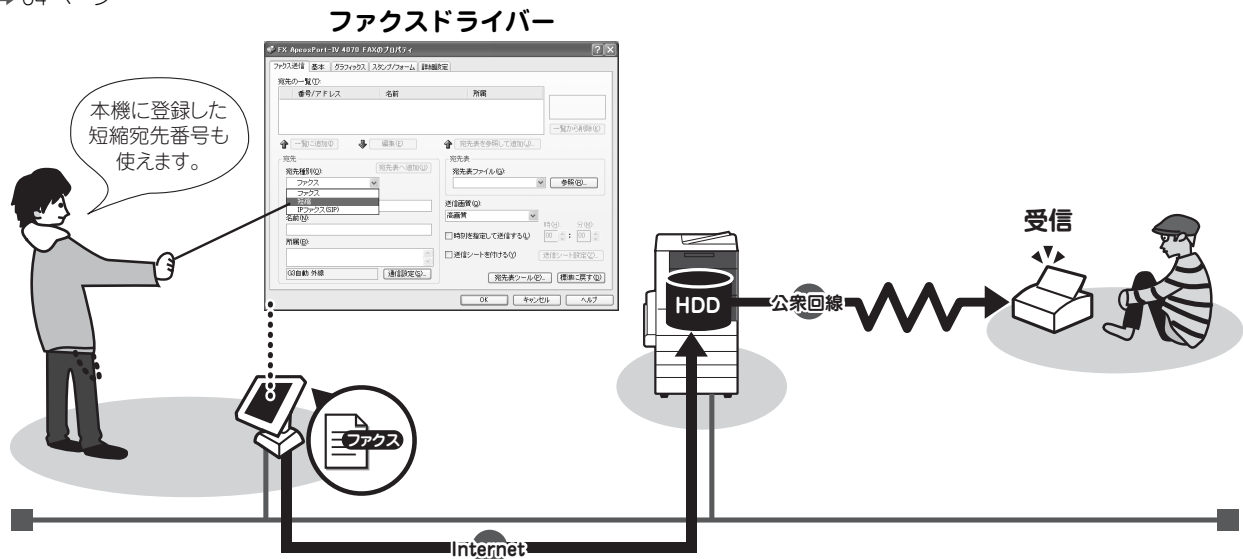 ファクスドライバー
FX ApeosPort-IV 4070 FAXのプロパティ
ファクス送信 基本 グラフィックス スタンプ/フォーム 詳細設定
宛先の一覧(T):
番号/アドレス 名前 所属
一覧から削除(K)
一覧に追加(I) 編集(E) 宛先表を参照して追加(J)...
宛先
宛先種別(O):
宛先表へ追加(U)
ファクス
ファクス
短縮
IPファクス(SIP)
名前(N):
所属(B):
G3自動 外線 通信設定(S)...
宛先表
宛先表ファイル(G):
参照(R)...
送信画質(Q):
高画質
時(H): 分(M):
時刻を指定して送信する(L) 00 : 00
送信シートを付ける(Y) 送信シート設定(Z)...
宛先表ツール(P)... 標準に戻す(D)
OK キャンセル ヘルプ
本機に登録した
短縮宛先番号も
使えます。
受信
HDD
公衆回線
ファクス
Internet